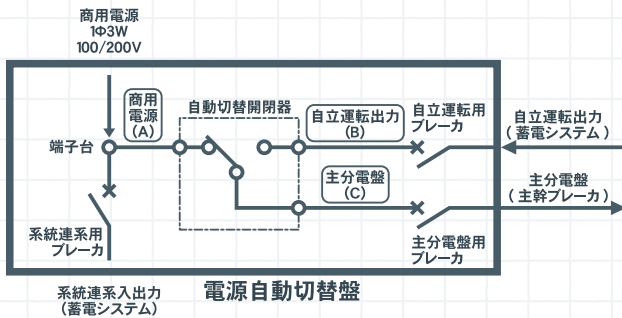 商用電源
1Φ3W
100/200V
商用
電源
（A）
自動切替開閉器
自立運転出力
（B）
自立運転用
ブレーカ
自立運転出力
（ 蓄電システム ）
端子台
主分電盤
（C）
主分電盤
（ 主幹ブレーカ ）
系統連系用
ブレーカ
主分電盤用
ブレーカ
系統連系入出力
（蓄電システム）
電源自動切替盤